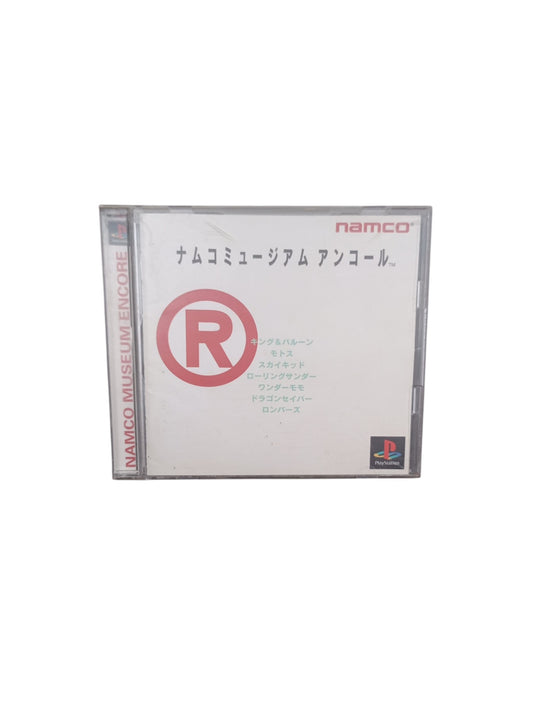 namco®
ナムコミュージアム アンコール™
R
キング&バルーン
モトス
スカイキッド
ローリングサンダー
ワンダーモモ
ドラゴンセイバー
ロンパーズ
PlayStation
NAMCO MUSEUM ENCORE